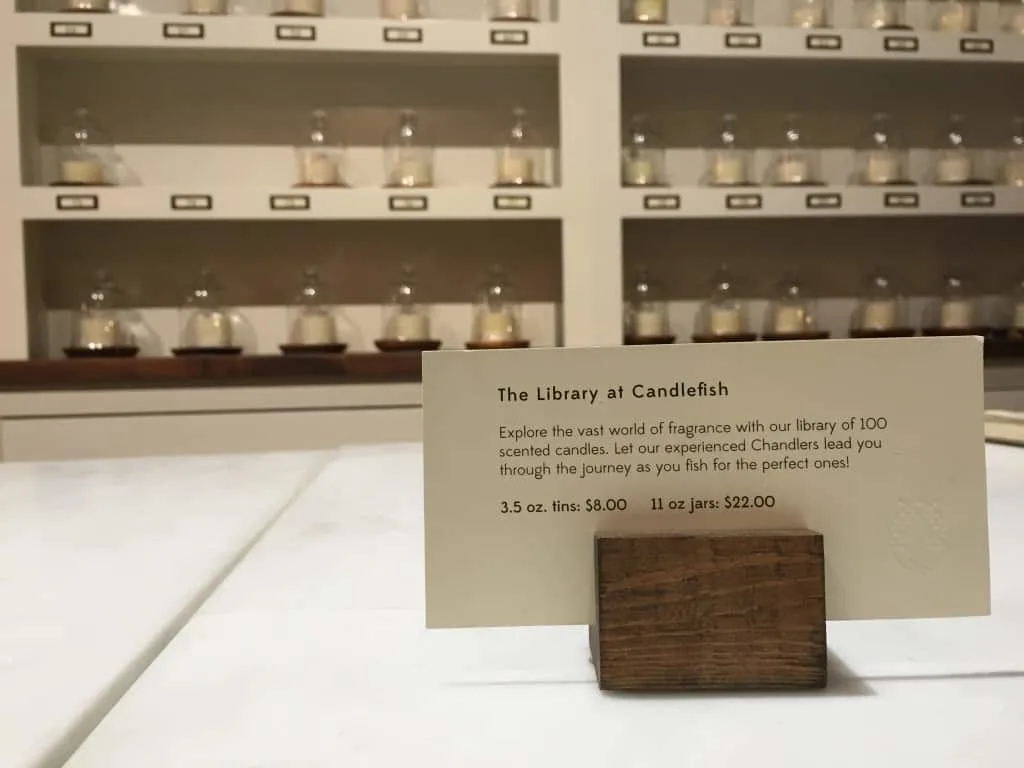 The Library at Candlefish
Explore the vast world of fragrance with our library of 100
scented candles. Let our experienced Chandlers lead you
through the journey as you fish for the perfect ones!
3.5 oz. tins: $8.00 11 oz jars: $22.00